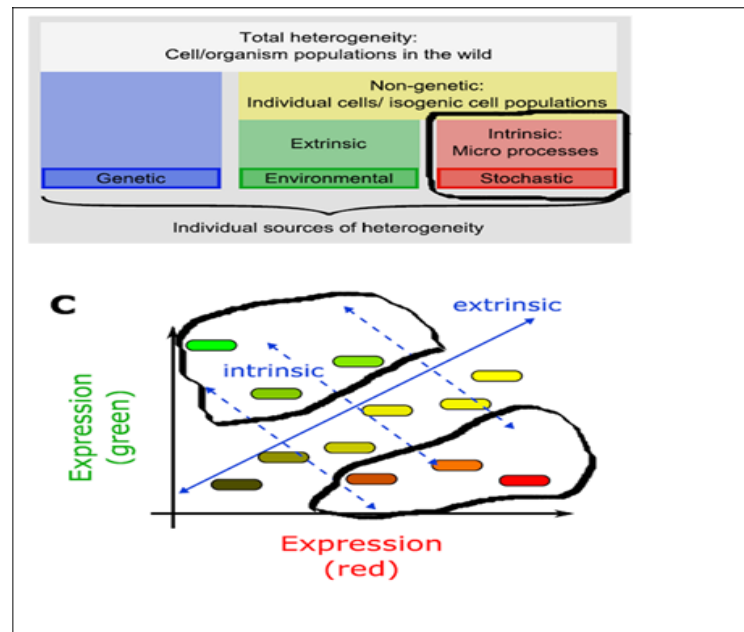 Total heterogeneity:
Cell/organism populations in the wild
Non-genetic:
Individual cells/ isogenic cell populations
Extrinsic
Intrinsic:
Micro processes
Genetic
Environmental
Stochastic
Individual sources of heterogeneity
C
extrinsic
intrinsic
Expression
(green)
Expression
(red)